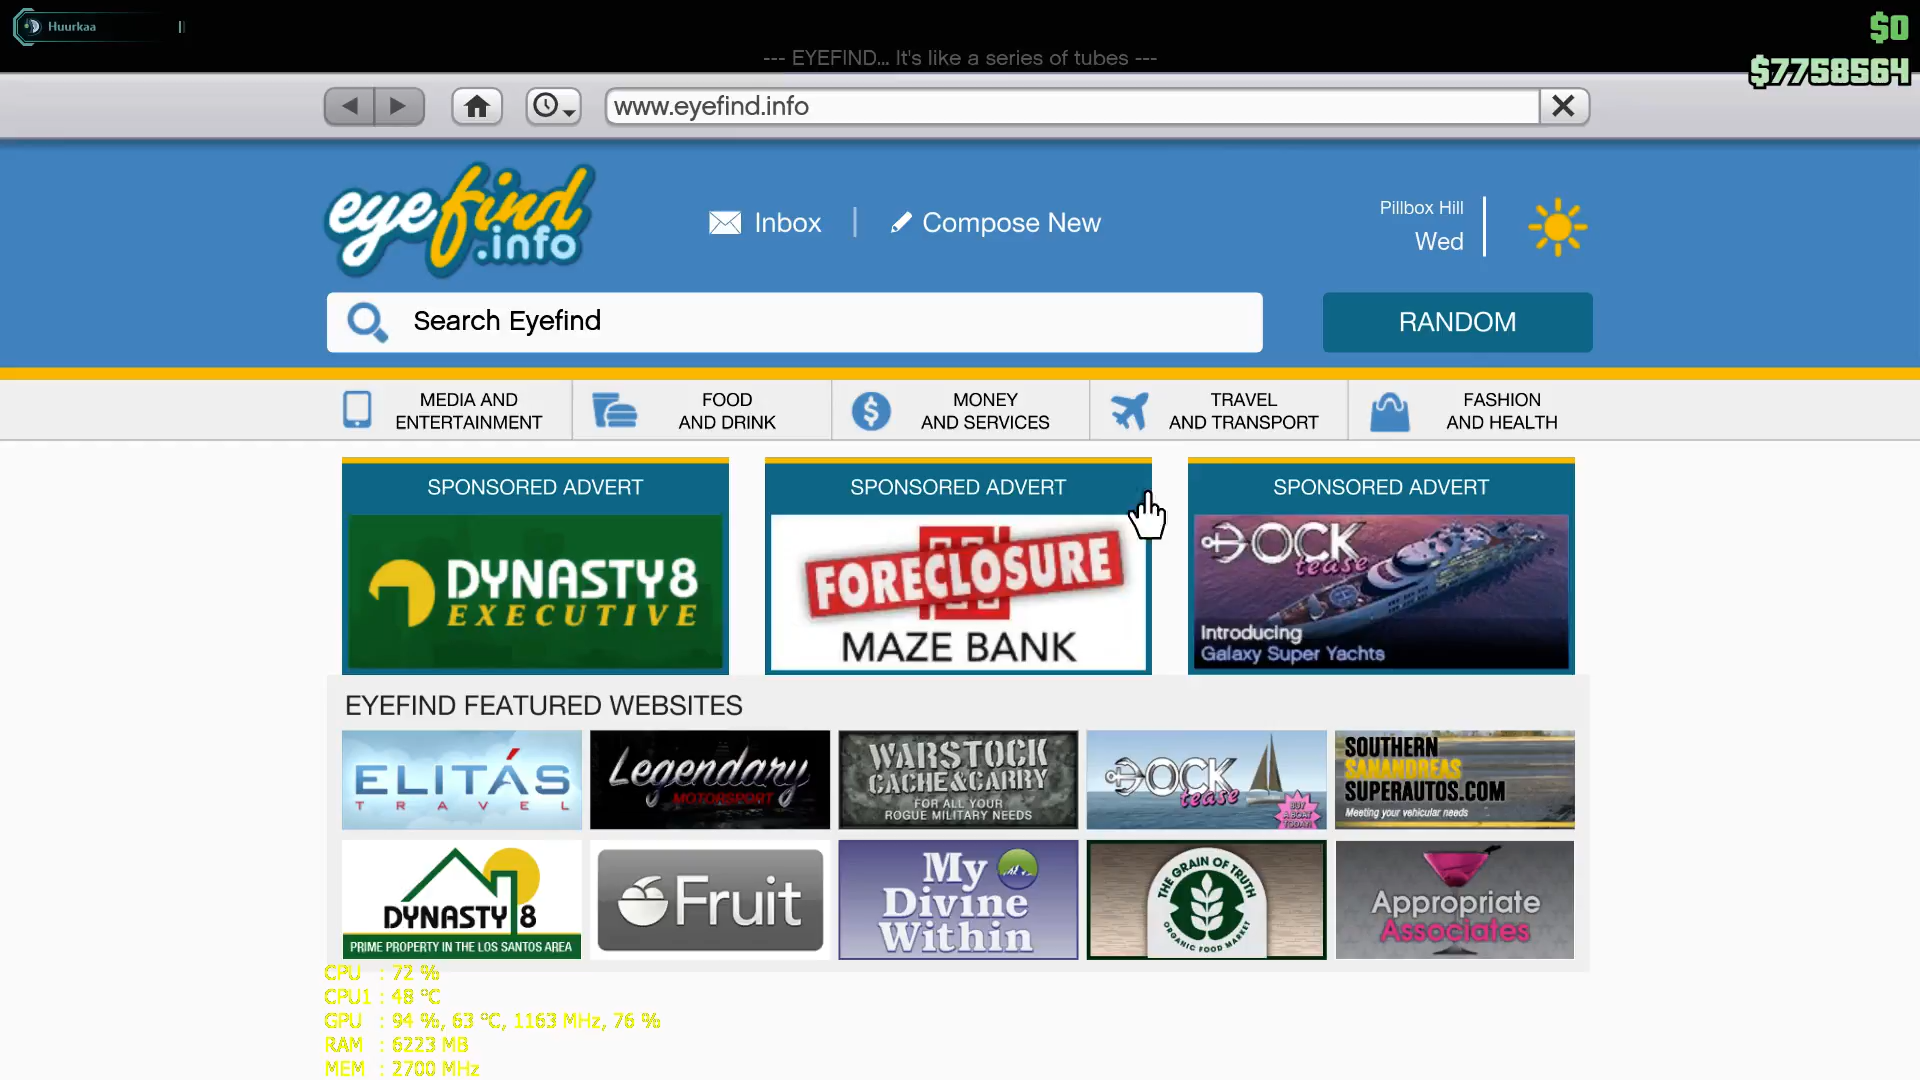 Huurkaa
$0
--- EYEFIND... It's like a series of tubes ---
$7758564
www.eyefind.info
eyefind
.info
Inbox
Compose New
Pillbox Hill
Wed
Search Eyefind
RANDOM
MEDIA AND
ENTERTAINMENT
FOOD
AND DRINK
MONEY
AND SERVICES
TRAVEL
AND TRANSPORT
FASHION
AND HEALTH
SPONSORED ADVERT
DYNASTY8
EXECUTIVE
SPONSORED ADVERT
FORECLOSURE
MAZE BANK
SPONSORED ADVERT
DOCK
tease
Introducing
Galaxy Super Yachts
EYEFIND FEATURED WEBSITES
ELITÁS
TRAVEL
Legendary
MOTORSPORT
WARSTOCK
CACHE&CARRY
FOR ALL YOUR
ROGUE MILITARY NEEDS
DOCK
tease
BUY
A BOAT
TODAY!
SOUTHERN
SANANDREAS
SUPERAUTOS.COM
Meeting your vehicular needs
DYNASTY 8
PRIME PROPERTY IN THE LOS SANTOS AREA
Fruit
My
Divine
Within
THE GRAIN OF TRUTH
ORGANIC FOOD MARKET
Appropriate
Associates
CPU : 72 %
CPU1 : 48 °C
GPU : 94 %, 63 °C, 1163 MHz, 76 %
RAM : 6223 MB
MEM : 2700 MHz